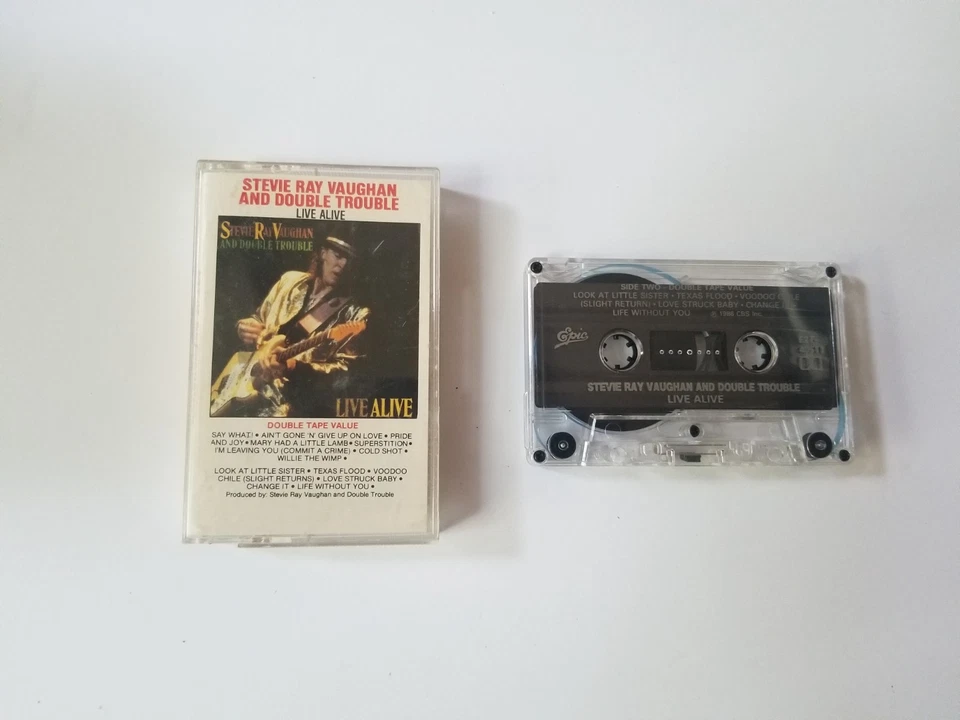 STEVIE RAY VAUGHAN
AND DOUBLE TROUBLE
LIVE ALIVE
STEVIE RAY VAUGHAN
AND DOUBLE TROUBLE
LIVE ALIVE
DOUBLE TAPE VALUE
SAY WHAT! • AIN'T GONE 'N' GIVE UP ON LOVE • PRIDE
AND JOY • MARY HAD A LITTLE LAMB • SUPERSTITION •
I'M LEAVING YOU (COMMIT A CRIME) • COLD SHOT •
WILLIE THE WIMP •
LOOK AT LITTLE SISTER • TEXAS FLOOD • VOODOO
CHILE (SLIGHT RETURNS) • LOVE STRUCK BABY •
CHANGE IT • LIFE WITHOUT YOU •
Produced by: Stevie Ray Vaughan and Double Trouble
SIDE TWO - DOUBLE TAPE VALUE
LOOK AT LITTLE SISTER • TEXAS FLOOD • VOODOO CHILE
(SLIGHT RETURN) • LOVE STRUCK BABY • CHANGE
LIFE WITHOUT YOU ℗ 1986 CBS Inc.
Epic
STEVIE RAY VAUGHAN AND DOUBLE TROUBLE
LIVE ALIVE